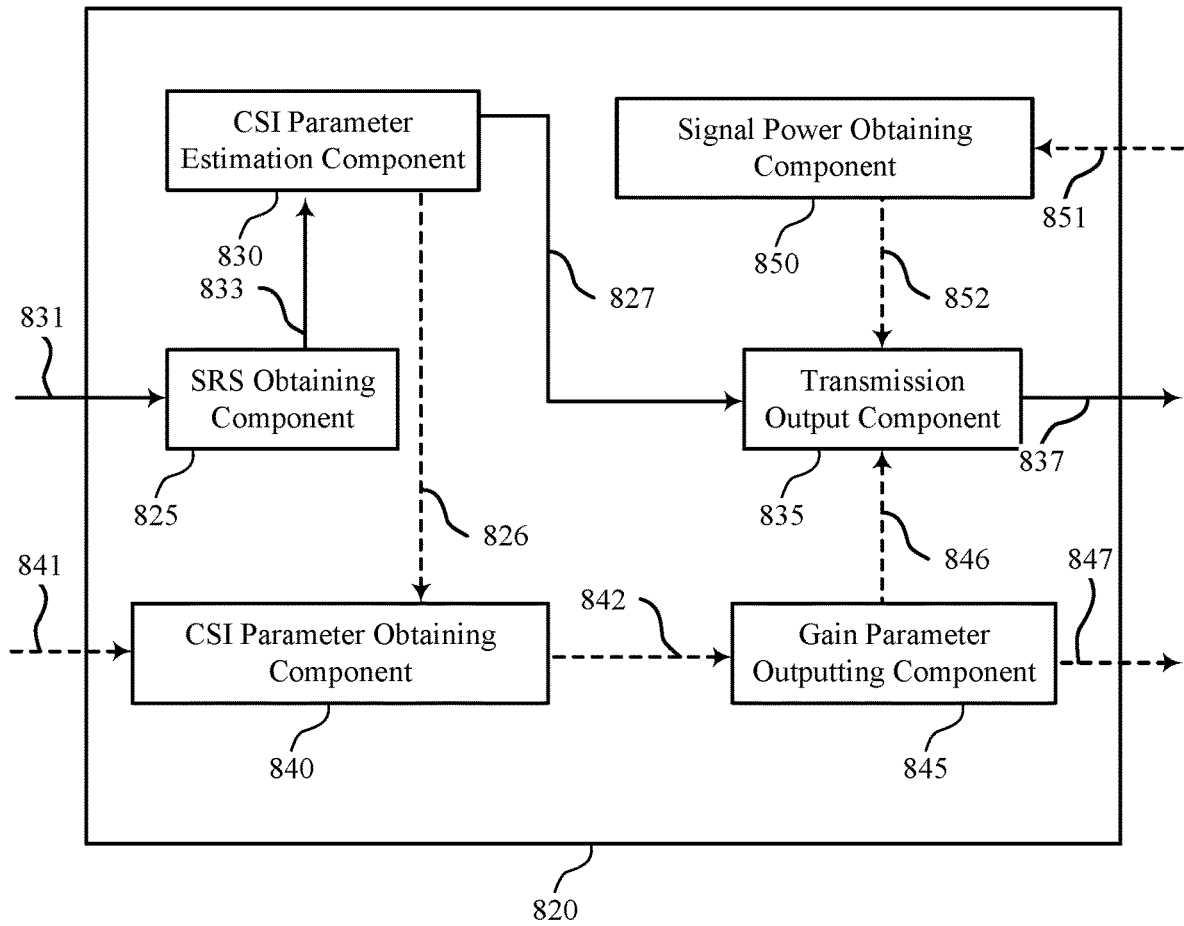 CSI Parameter
Estimation Component
830
Signal Power Obtaining
Component
850
851
833
827
852
831
SRS Obtaining
Component
825
Transmission
Output Component
835
837
826
846
841
CSI Parameter Obtaining
Component
840
842
Gain Parameter
Outputting Component
845
847
820